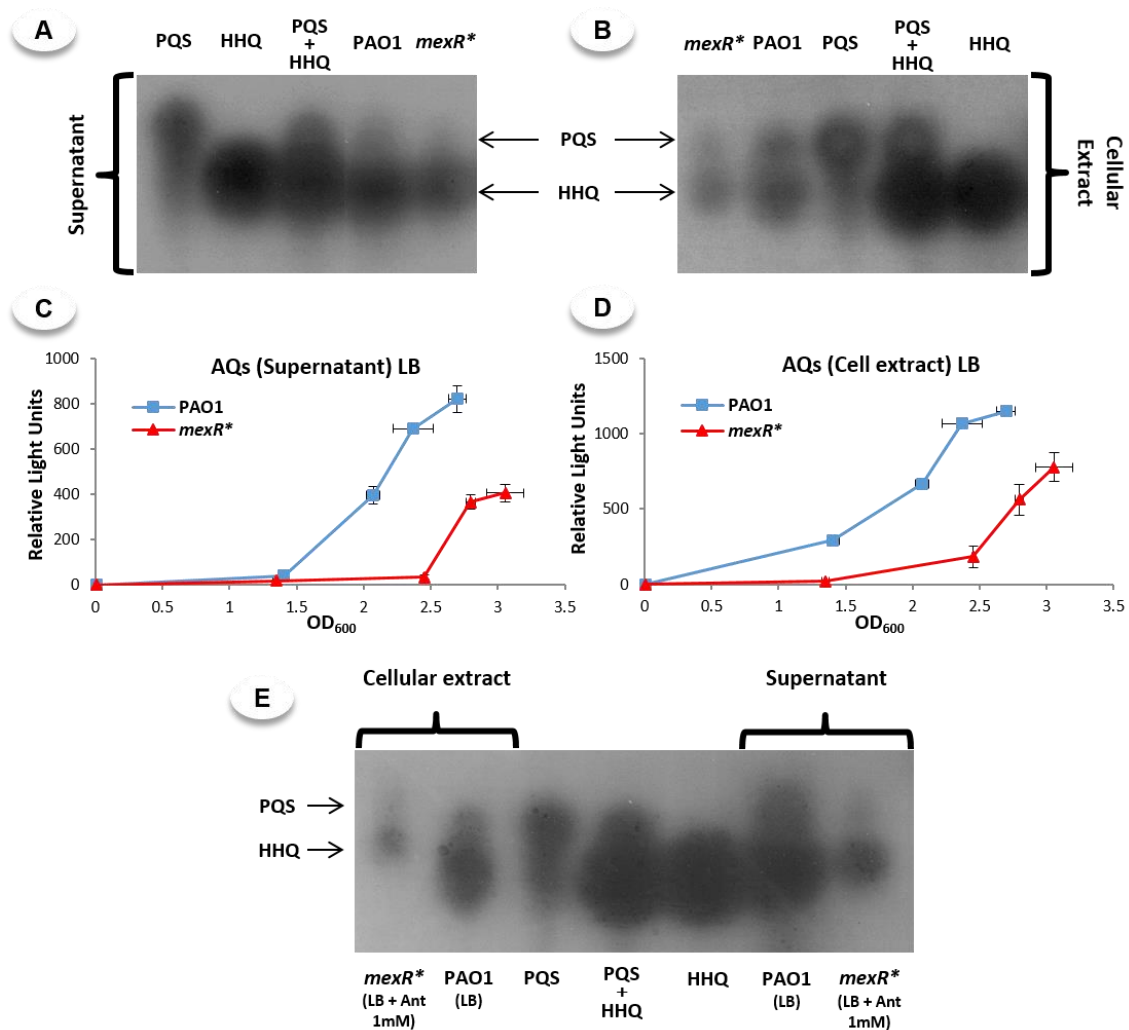 A
PQS
HHQ
PQS
+
HHQ
PAO1
mexR*
Supernatant
PQS
HHQ
B
mexR*
PAO1
PQS
PQS
+
HHQ
HHQ
Cellular
Extract
C
AQs (Supernatant) LB
PAO1
mexR*
Relative Light Units
1000
800
600
400
200
0
0
0.5
1
1.5
2
2.5
3
3.5
OD600
D
AQs (Cell extract) LB
PAO1
mexR*
Relative Light Units
1500
1000
500
0
0
0.5
1
1.5
2
2.5
3
3.5
OD600
E
Cellular extract
Supernatant
PQS
HHQ
mexR*
(LB + Ant
1mM)
PAO1
(LB)
PQS
PQS
+
HHQ
HHQ
PAO1
(LB)
mexR*
(LB + Ant
1mM)